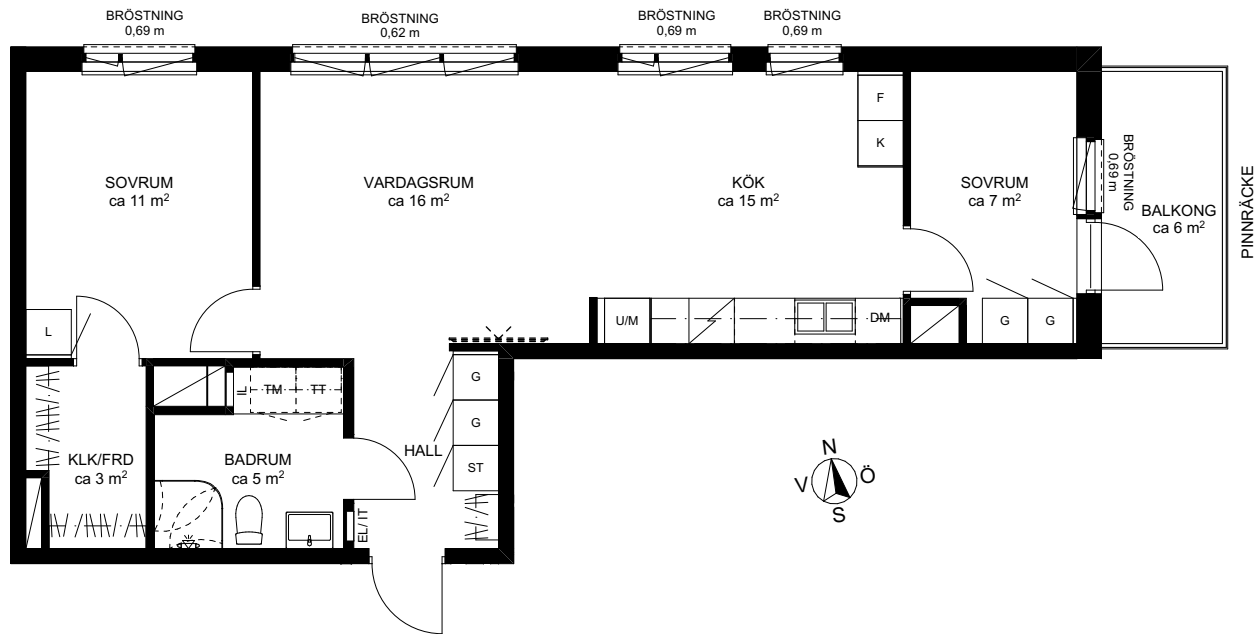 BRÖSTNING
0,69 m
BRÖSTNING
0,62 m
BRÖSTNING
0,69 m
BRÖSTNING
0,69 m
F
K
SOVRUM
ca 11 m²
VARDAGSRUM
ca 16 m²
KÖK
ca 15 m²
SOVRUM
ca 7 m²
BRÖSTNING
0,69 m
BALKONG
ca 6 m²
PINNRÄCKE
L
U/M
DM
G
G
IL
TM
TT
G
G
ST
HALL
KLK/FRD
ca 3 m²
BADRUM
ca 5 m²
EL/IT
N
V
Ö
S